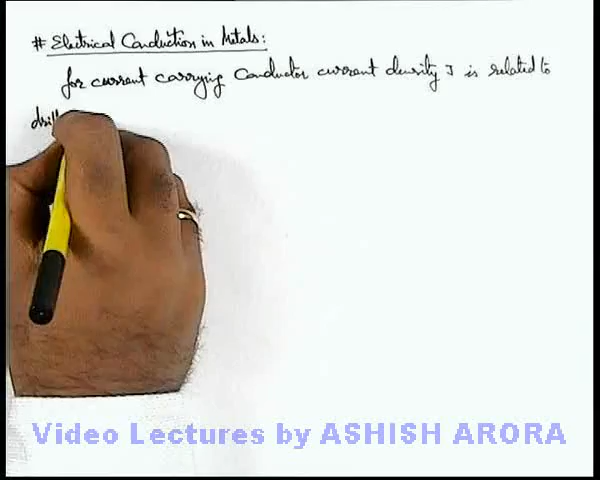 # Electrical Conduction in Metals:
for current carrying Conductor current density J is related to
Video Lectures by ASHISH ARORA